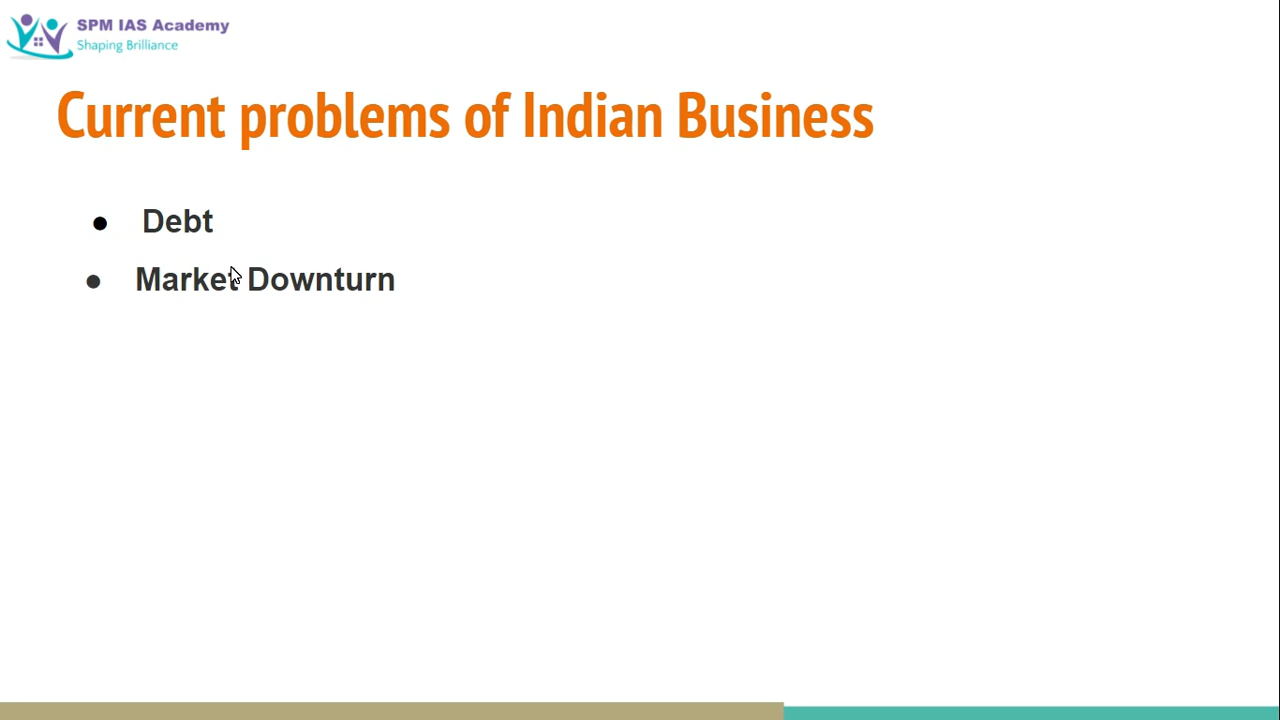 SPM IAS Academy
Shaping Brilliance
Current problems of Indian Business
● Debt
● Market Downturn